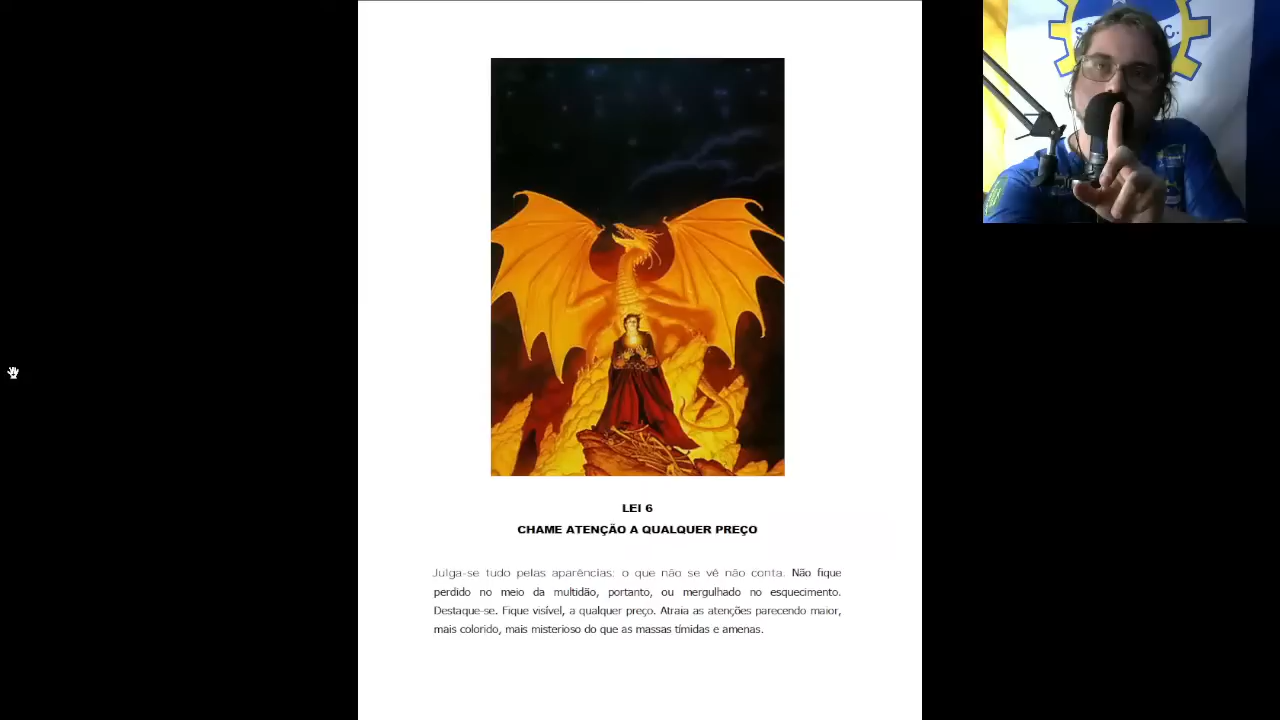 LEI 6
CHAME ATENÇÃO A QUALQUER PREÇO
Julga-se tudo pelas aparências; o que não se vê não conta. Não fique
perdido no meio da multidão, portanto, ou mergulhado no esquecimento.
Destaque-se. Fique visível, a qualquer preço. Atraia as atenções parecendo maior,
mais colorido, mais misterioso do que as massas tímidas e amenas.